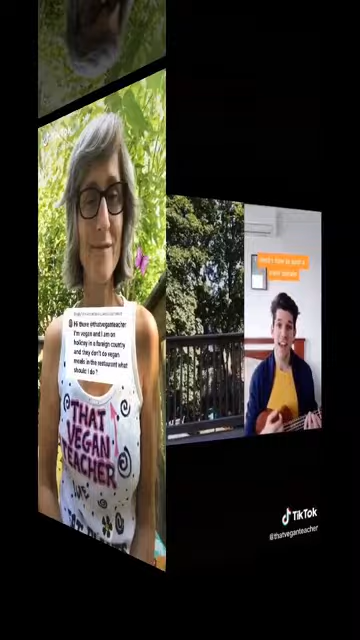 TikTok
Hi there @thatveganteacher
I'm vegan and I am on
holiday in a foreign country
and they don't do vegan
meals in the restaurant what
should I do ?
THAT
VEGAN
TEACHER
TikTok
@thatveganteacher